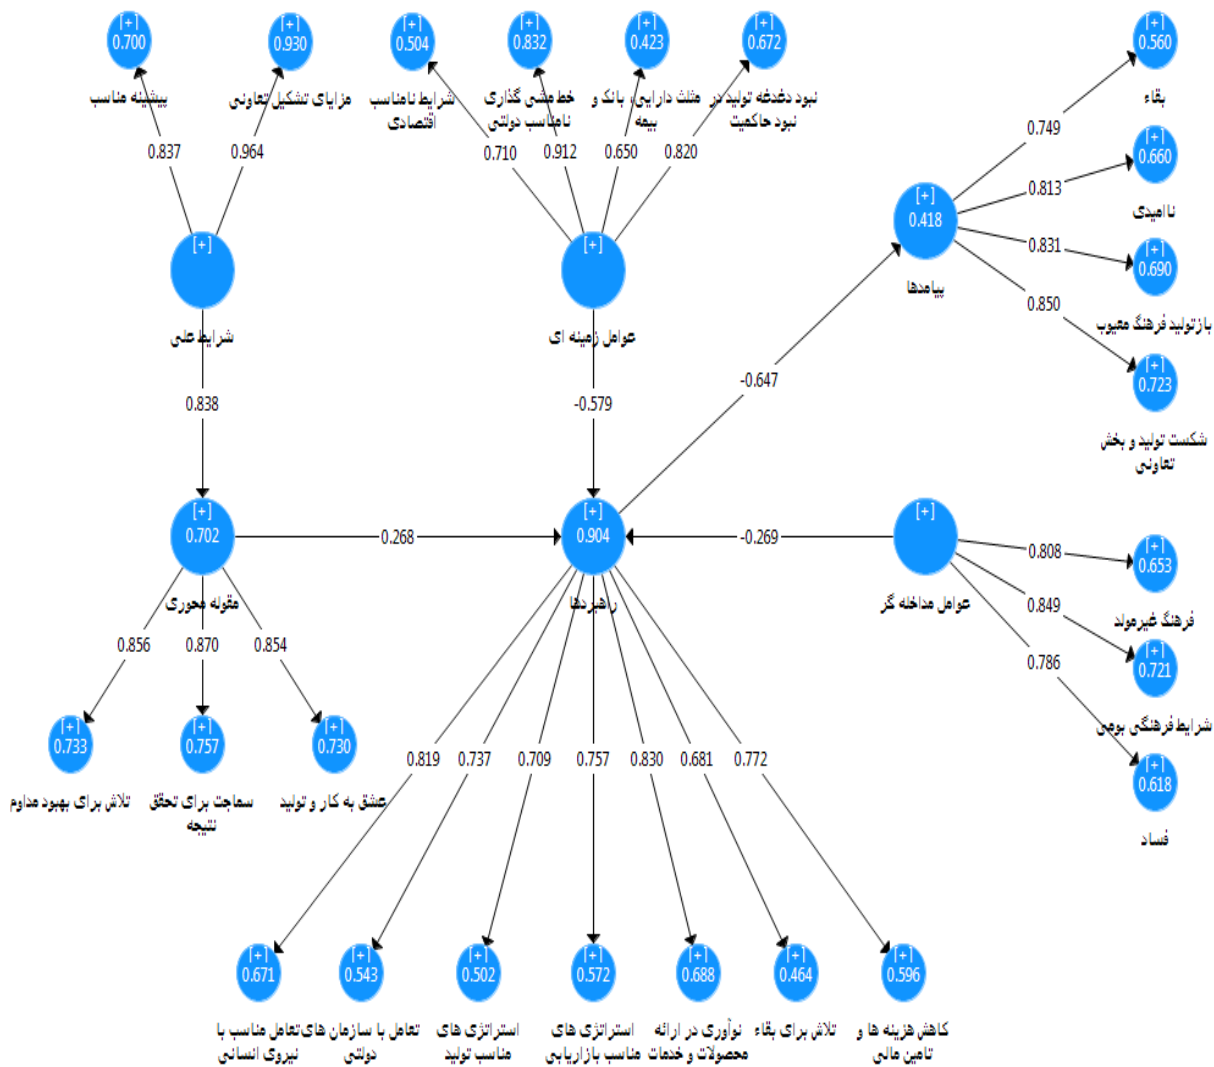 [+]
0.700
[+]
0.930
[+]
0.504
[+]
0.832
[+]
0.423
[+]
0.672
[+]
0.560
پیشینه مناسب
مزایای تشکیل تعاونی
شرایط نامناسب
اقتصادی
خط مشی گذاری
نامناسب دولتی
مثلث دارایی، بانک و
بیمه
نبود دغدغه تولید در
نبود حاکمیت
بقاء
0.837
0.964
0.710
0.912
0.650
0.820
0.749
[+]
0.660
0.813
ناامیدی
[+]
[+]
[+]
0.418
0.831
[+]
0.690
پیامدها
0.850
بازتولید فرهنگ معیوب
شرایط علی
عوامل زمینه ای
[+]
0.723
0.838
-0.579
-0.647
شکست تولید و بخش
تعاونی
[+]
0.702
0.268
[+]
0.904
-0.269
[+]
0.808
[+]
0.653
مقوله محوری
راهبردها
عوامل مداخله گر
0.849
فرهنگ غیرمولد
0.856
0.870
0.854
0.786
[+]
0.721
شرایط فرهنگی بومی
[+]
0.733
[+]
0.757
[+]
0.730
0.819
0.737
0.709
0.757
0.830
0.681
0.772
[+]
0.618
تلاش برای بهبود مداوم
سماجت برای تحقق
نتیجه
عشق به کار و تولید
فساد
[+]
0.671
[+]
0.543
[+]
0.502
[+]
0.572
[+]
0.688
[+]
0.464
[+]
0.596
تعامل مناسب با
نیروی انسانی
تعامل با سازمان های
دولتی
استراتژی های
مناسب تولید
استراتژی های
مناسب بازاریابی
نوآوری در ارائه
محصولات و خدمات
تلاش برای بقاء
کاهش هزینه ها و
تامین مالی